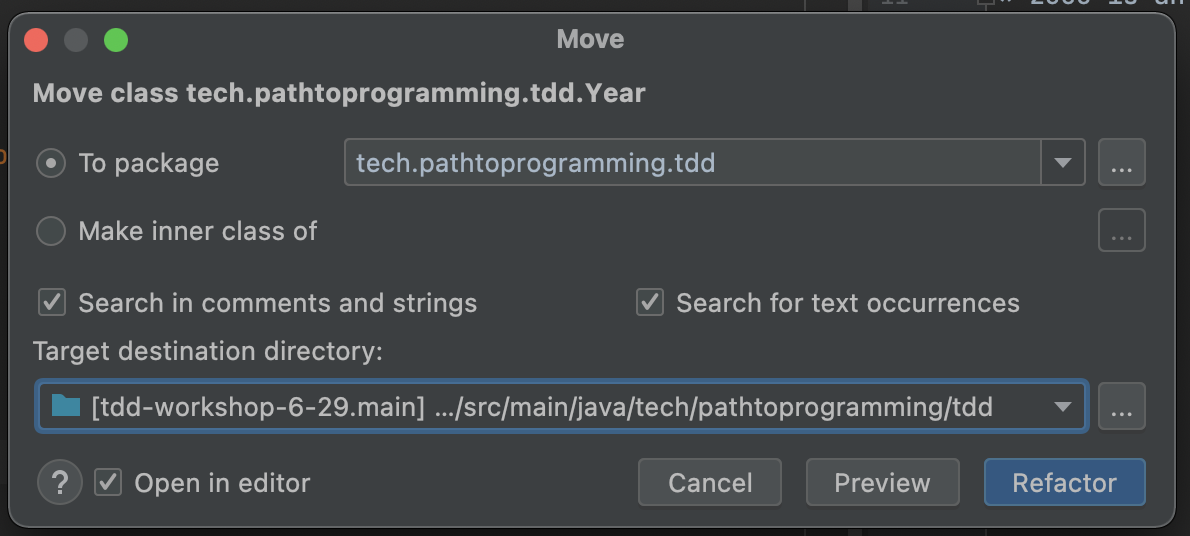 Move
Move class tech.pathtoprogramming.tdd.Year
To package tech.pathtoprogramming.tdd ...
Make inner class of ...
Search in comments and strings Search for text occurrences
Target destination directory:
[tdd-workshop-6-29.main] .../src/main/java/tech/pathtoprogramming/tdd ...
? Open in editor Cancel Preview Refactor